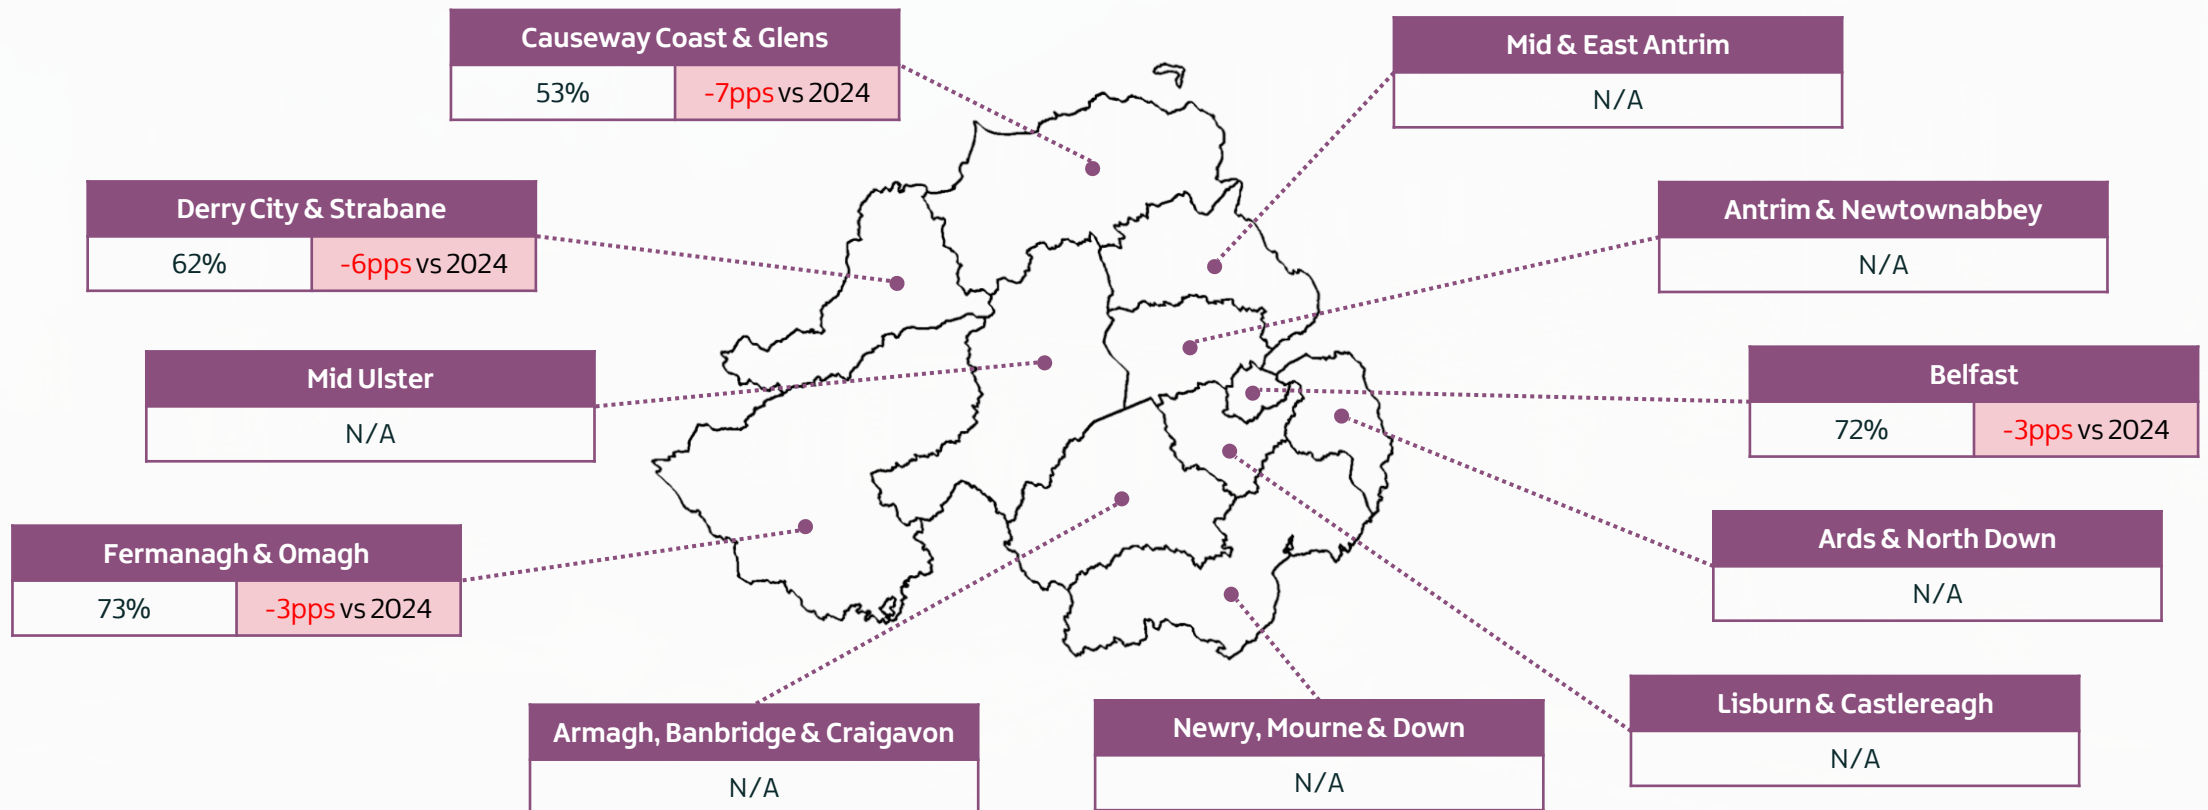 Causeway Coast & Glens
53% -7pps vs 2024
Mid & East Antrim
N/A
Derry City & Strabane
62% -6pps vs 2024
Antrim & Newtownabbey
N/A
Mid Ulster
N/A
Belfast
72% -3pps vs 2024
Fermanagh & Omagh
73% -3pps vs 2024
Ards & North Down
N/A
Lisburn & Castlereagh
N/A
Armagh, Banbridge & Craigavon
N/A
Newry, Mourne & Down
N/A